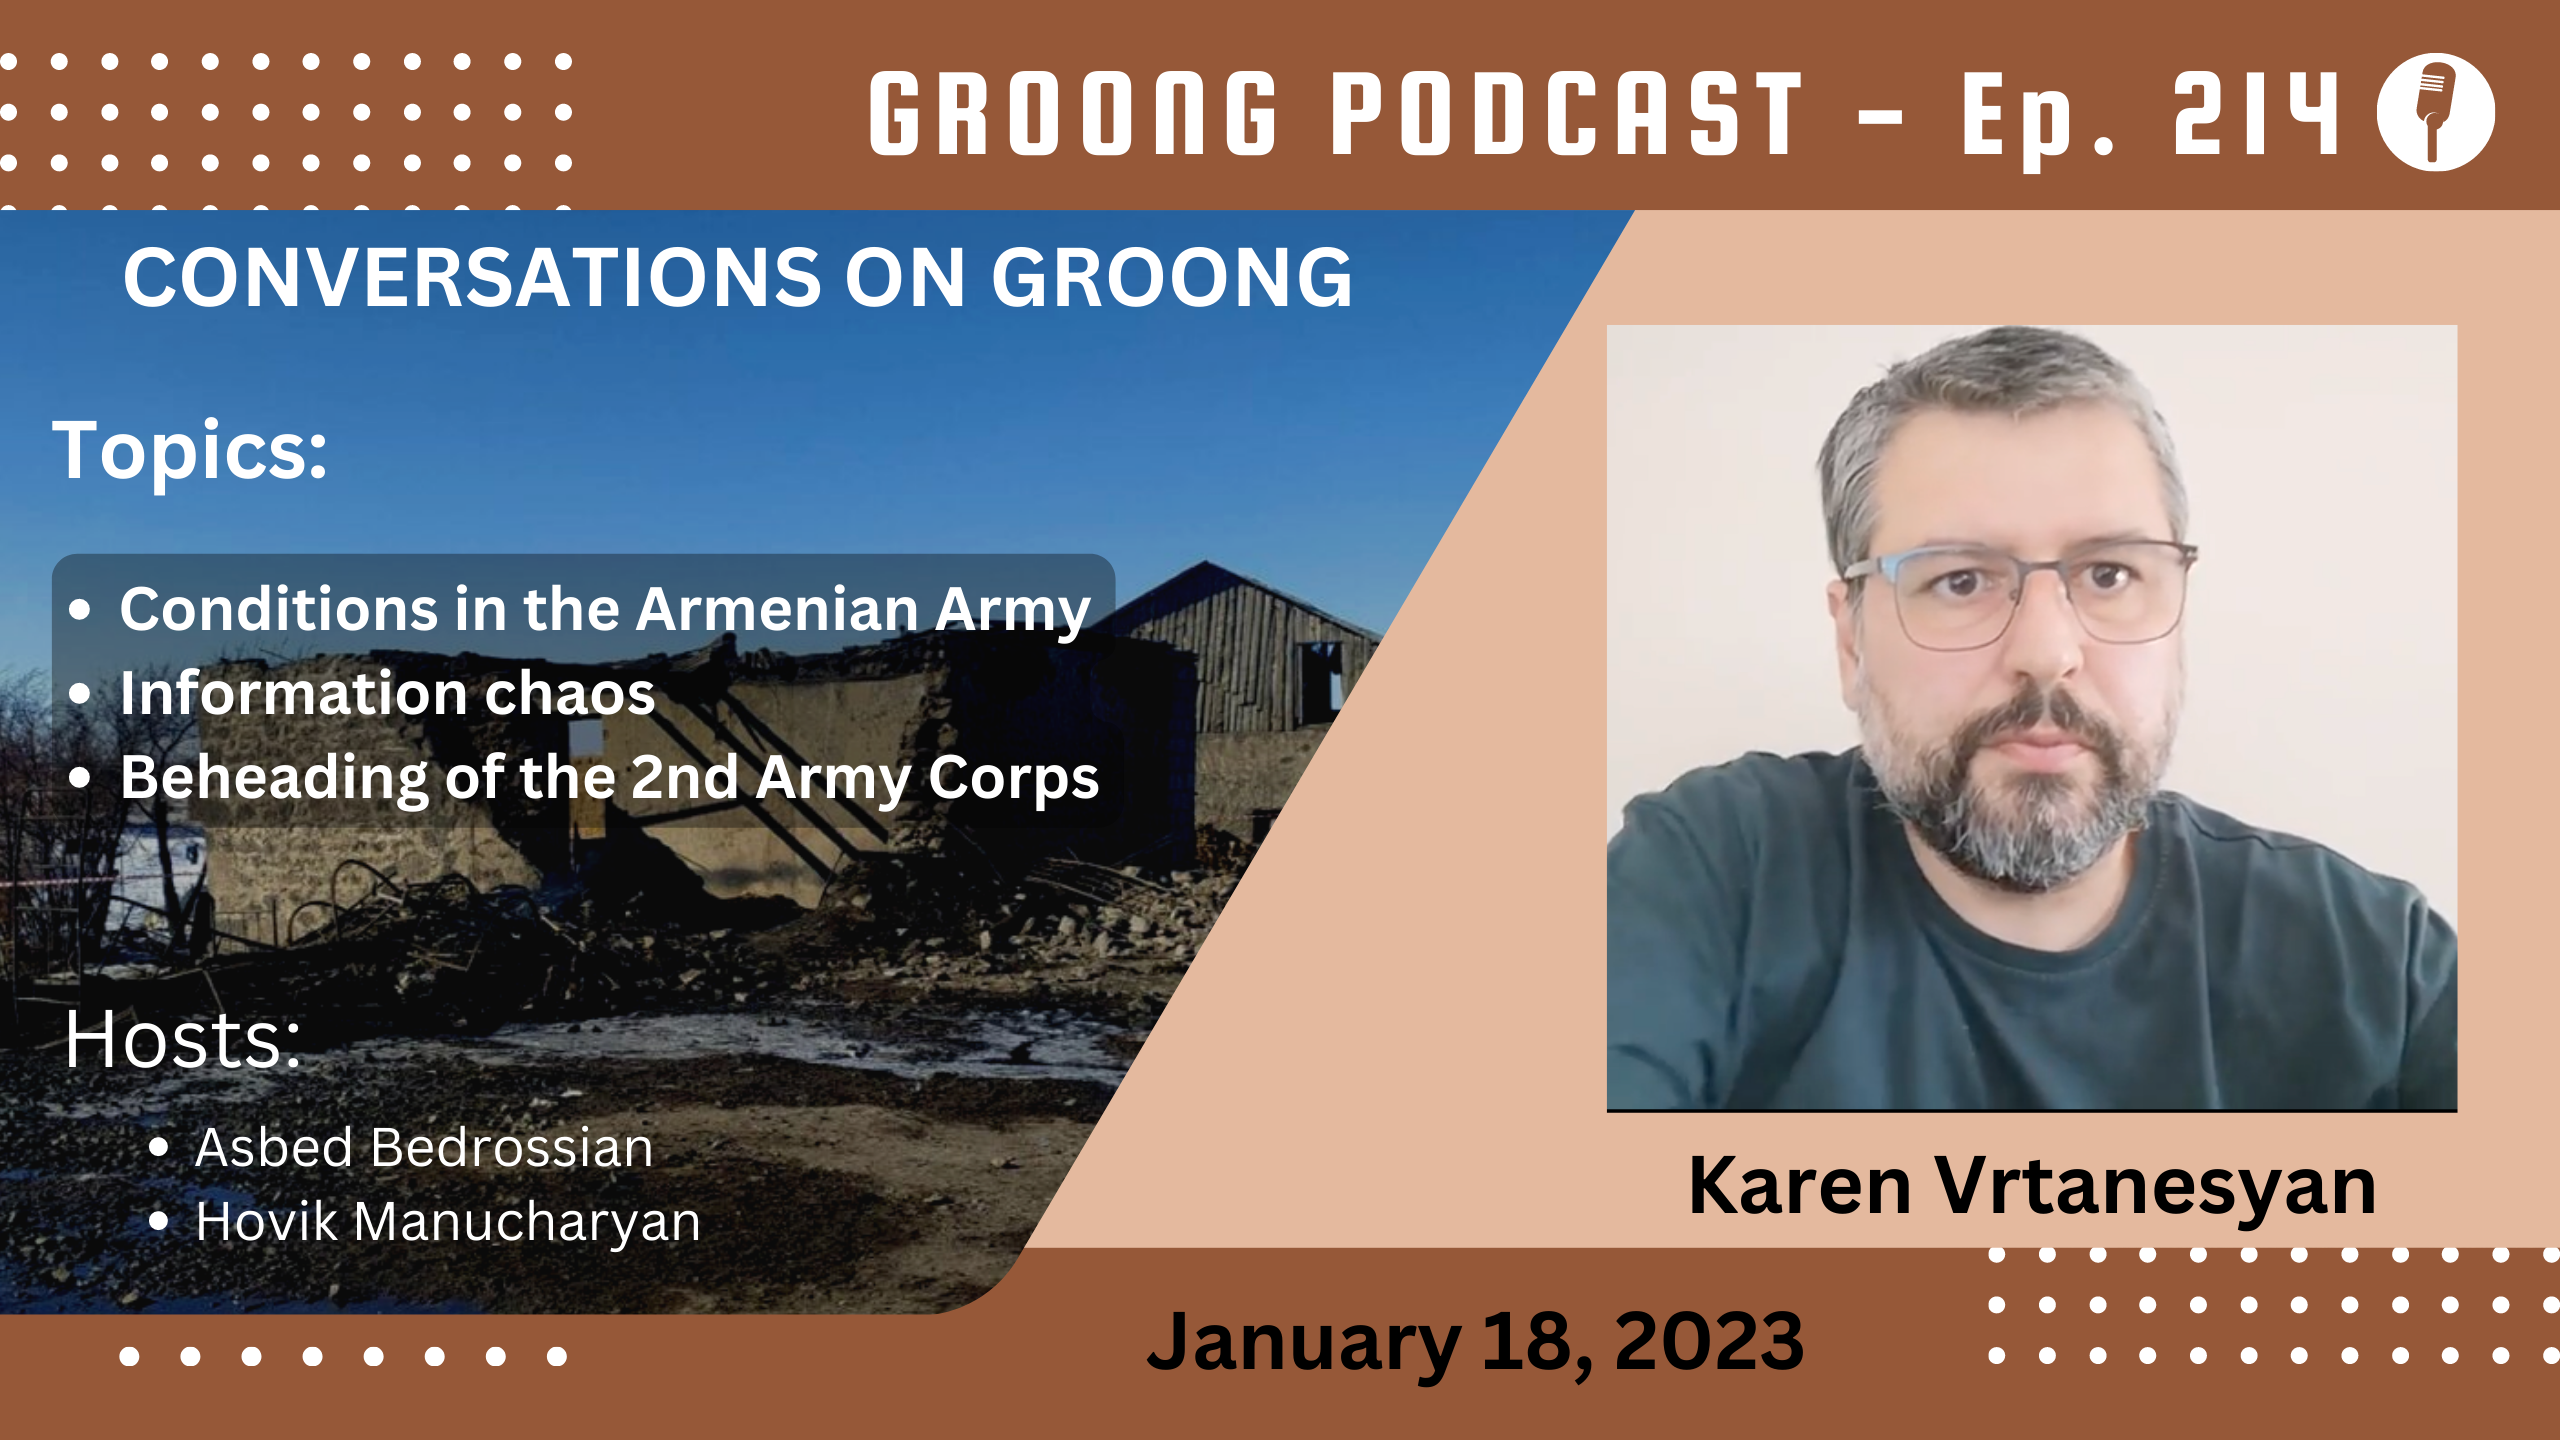 GROONG PODCAST - Ep. 214
CONVERSATIONS ON GROONG
Topics:
• Conditions in the Armenian Army
• Information chaos
• Beheading of the 2nd Army Corps
Hosts:
• Asbed Bedrossian
• Hovik Manucharyan
Karen Vrtanesyan
January 18, 2023